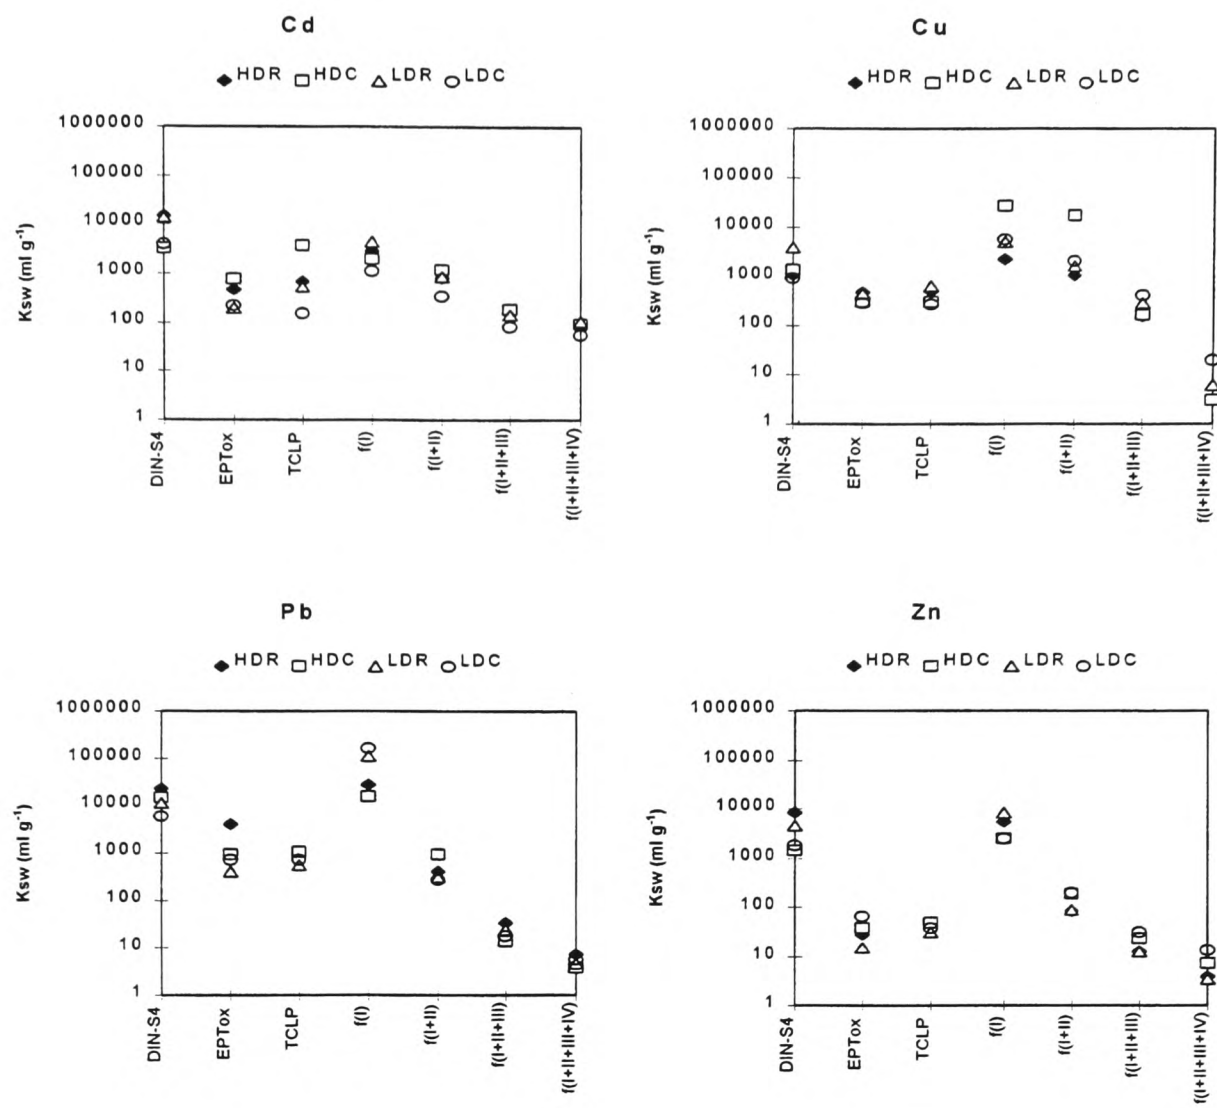 Cd
HDR HDC LDR LDC
Ksw (ml g⁻¹)
1000000
100000
10000
1000
100
10
1
DIN-S4
EPTox
TCLP
f(I)
f(I+II)
f(I+II+III)
f(I+II+III+IV)
Cu
HDR HDC LDR LDC
Ksw (ml g⁻¹)
1000000
100000
10000
1000
100
10
1
DIN-S4
EPTox
TCLP
f(I)
f(I+II)
f(I+II+III)
f(I+II+III+IV)
Pb
HDR HDC LDR LDC
Ksw (ml g⁻¹)
1000000
100000
10000
1000
100
10
1
DIN-S4
EPTox
TCLP
f(I)
f(I+II)
f(I+II+III)
f(I+II+III+IV)
Zn
HDR HDC LDR LDC
Ksw (ml g⁻¹)
1000000
100000
10000
1000
100
10
1
DIN-S4
EPTox
TCLP
f(I)
f(I+II)
f(I+II+III)
f(I+II+III+IV)